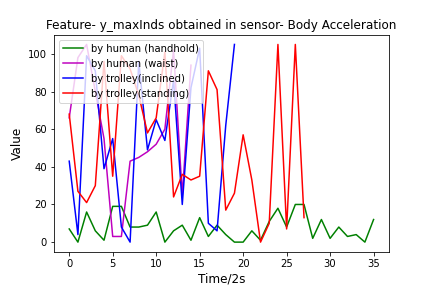 Feature- y_maxInds obtained in sensor- Body Acceleration
by human (handhold)
by human (waist)
by trolley(inclined)
by trolley(standing)
Value
100
80
60
40
20
0
0
5
10
15
20
25
30
35
Time/2s